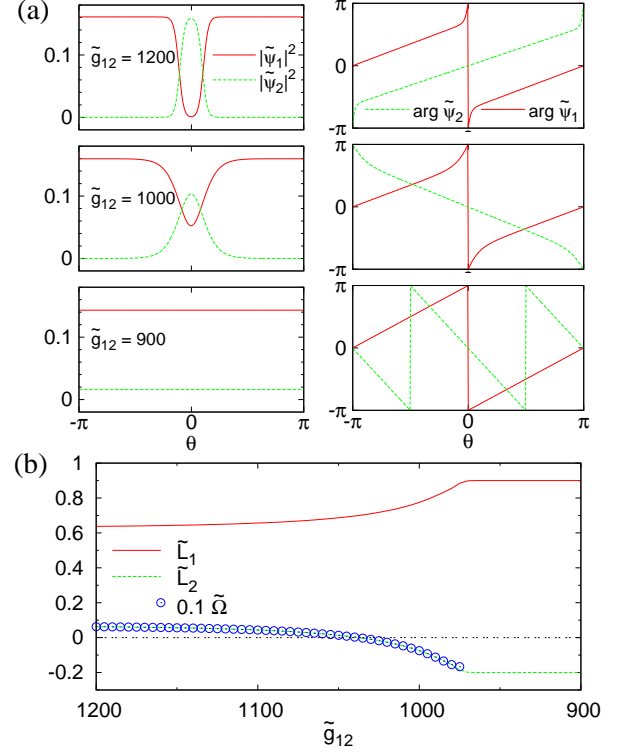 (a)
0.1
0
g̃₁₂ = 1200
|ψ̃₁|²
|ψ̃₂|²
π
0
-π
arg ψ̃₂
arg ψ̃₁
0
0.1
0
g̃₁₂ = 1000
π
0
-π
0
0.1
0
g̃₁₂ = 900
-π
0
π
θ
π
0
-π
-π
0
π
θ
(b)
1
0.8
0.6
0.4
0.2
0
-0.2
L̃₁
L̃₂
0.1 Ω̃
1200
1100
1000
900
g̃₁₂